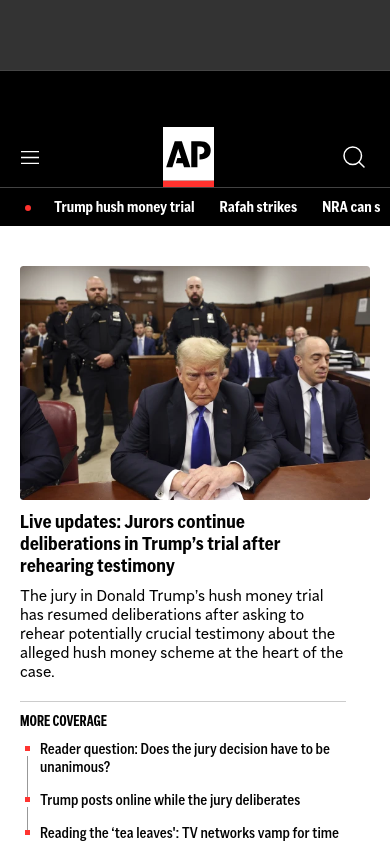 AP
Trump hush money trial Rafah strikes NRA can s
Live updates: Jurors continue
deliberations in Trump’s trial after
rehearing testimony
The jury in Donald Trump’s hush money trial
has resumed deliberations after asking to
rehear potentially crucial testimony about the
alleged hush money scheme at the heart of the
case.
MORE COVERAGE
Reader question: Does the jury decision have to be
unanimous?
Trump posts online while the jury deliberates
Reading the ‘tea leaves’: TV networks vamp for time